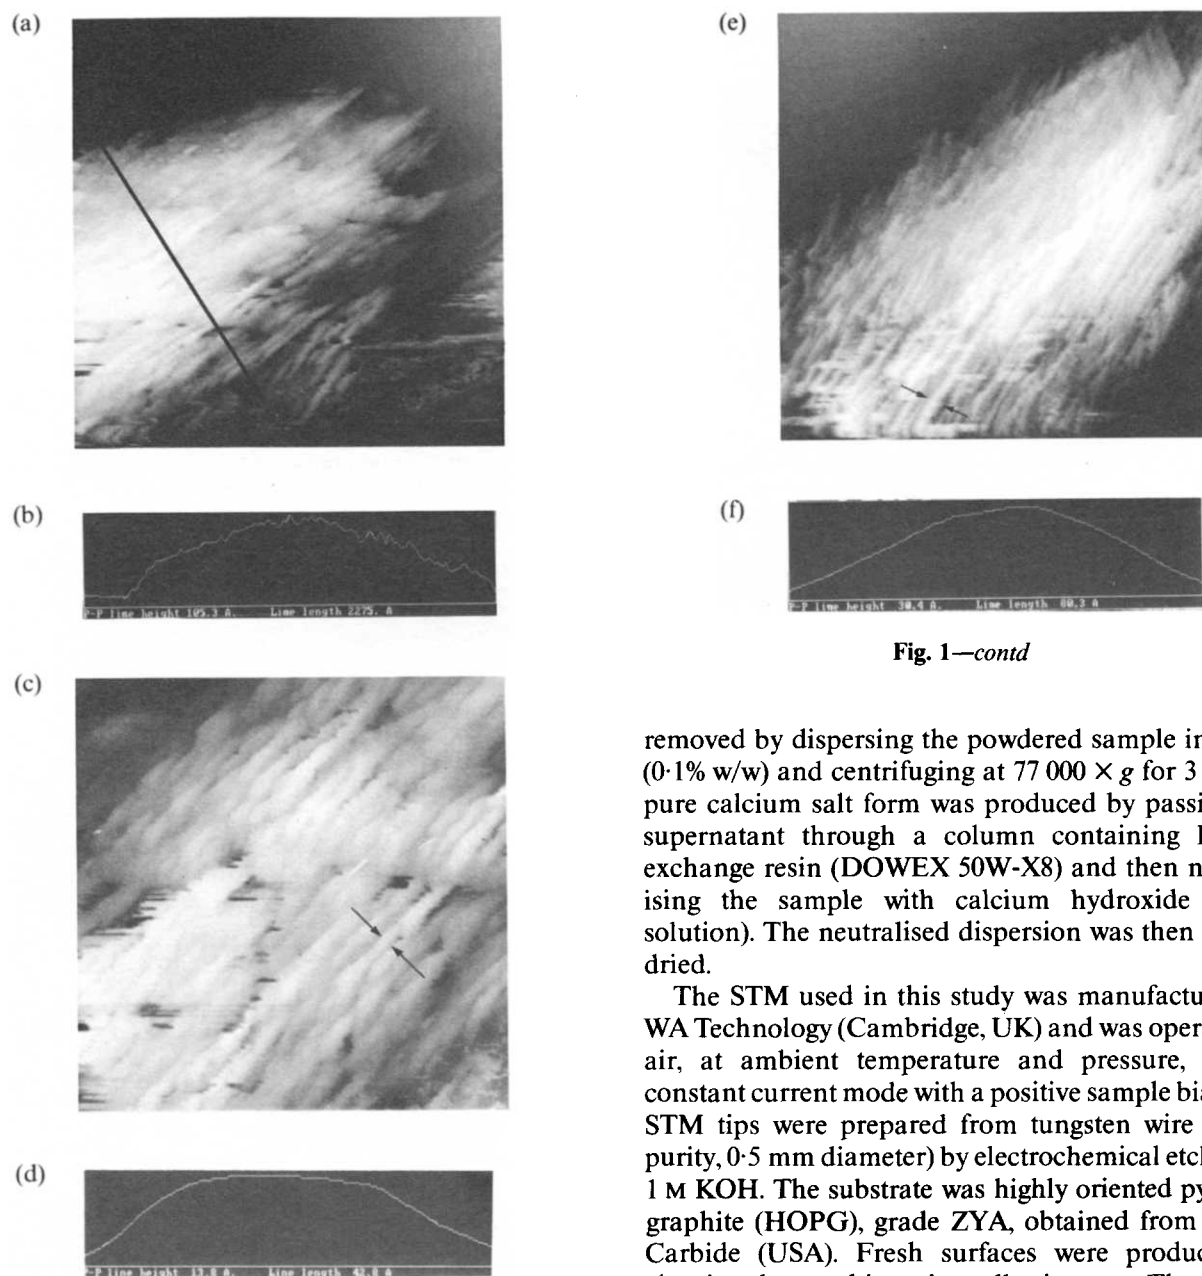 (a)
(b)
P-P line height 105.3 A. Line length 2275. A
(c)
(d)
P-P line height 13.8 A. Line length 42.8 A
(e)
(f)
P-P line height 30.4 A. Line length 80.3 A
Fig. 1—contd
removed by dispersing the powdered sample in
(0·1% w/w) and centrifuging at 77 000 × g for 3
pure calcium salt form was produced by passi
supernatant through a column containing
exchange resin (DOWEX 50W-X8) and then n
ising the sample with calcium hydroxide
solution). The neutralised dispersion was then
dried.
The STM used in this study was manufactu
WA Technology (Cambridge, UK) and was oper
air, at ambient temperature and pressure,
constant current mode with a positive sample bia
STM tips were prepared from tungsten wire
purity, 0·5 mm diameter) by electrochemical etcl
1 M KOH. The substrate was highly oriented py
graphite (HOPG), grade ZYA, obtained from
Carbide (USA). Fresh surfaces were produc